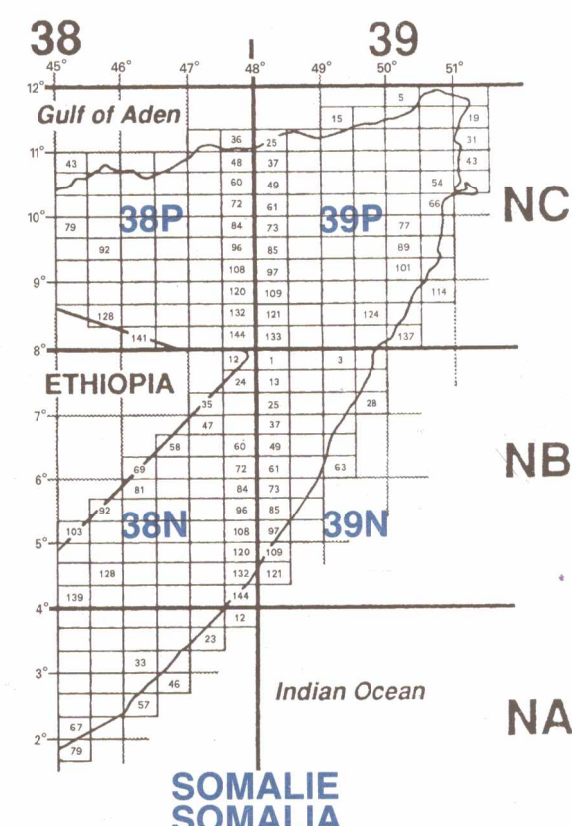 38 39
45° 46° 47° 48° 49° 50° 51°
12° 5
Gulf of Aden 15 19
36 25 31
11° 43 48 37 43
60 49 54
72 61 66
38P 39P NC
10°
79 84 73 77
92 96 85 89
108 97 101
9°
120 109 114
128 132 121 124
141 144 133 137
8°
12 1 3
ETHIOPIA 24 13
35 25 28
7°
47 37
58 60 49
69 72 61 63 NB
6°
81 84 73
92 96 85
38N 39N
103 108 97
5°
120 109
128 132 121
139 144
4°
12
23
33
3°
46 Indian Ocean
57 NA
67
2°
79
SOMALIE
SOMALIA